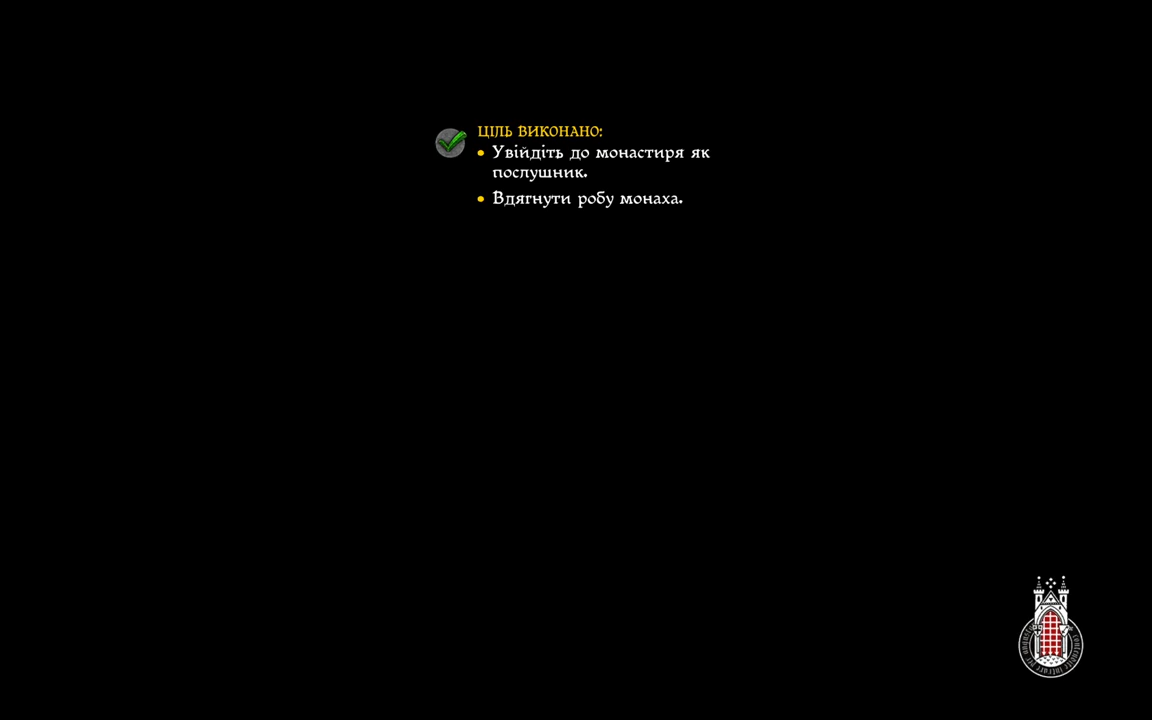 ЦІЛЬ ВИКОНАНО:
• Увійдіть до монастиря як
послушник.
• Вдягнути робу монаха.